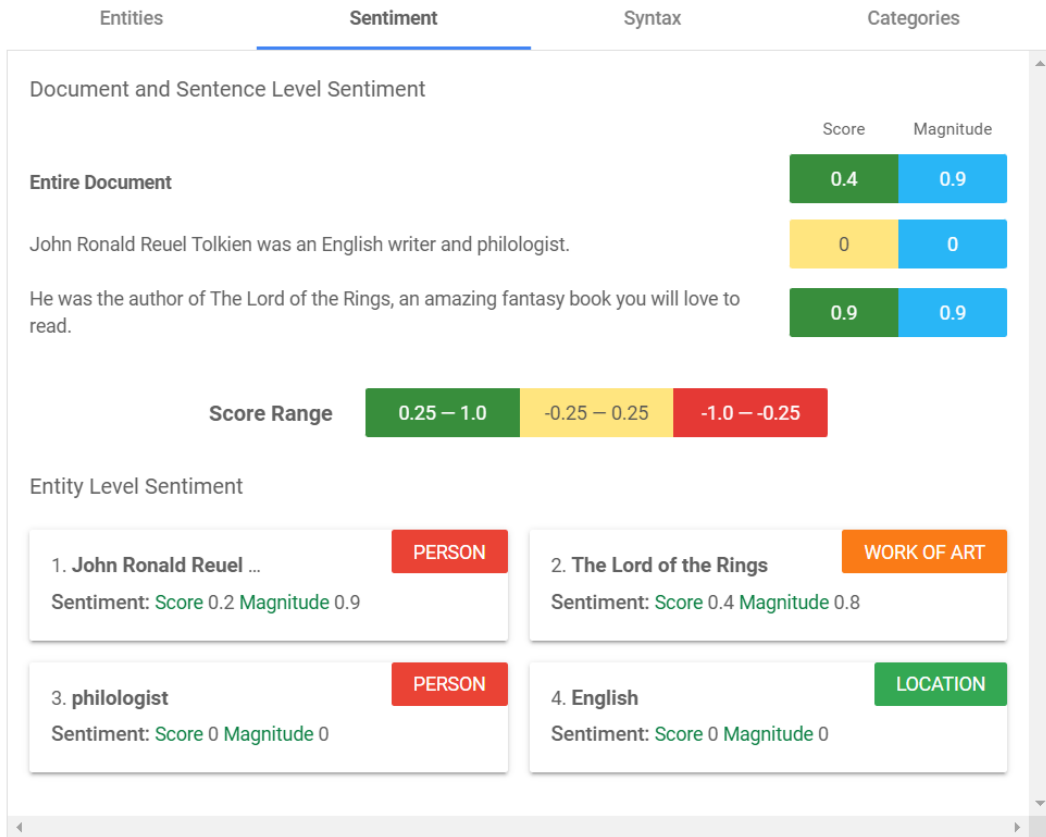 Entities Sentiment Syntax Categories
Document and Sentence Level Sentiment
Score Magnitude
Entire Document 0.4 0.9
John Ronald Reuel Tolkien was an English writer and philologist. 0 0
He was the author of The Lord of the Rings, an amazing fantasy book you will love to
read. 0.9 0.9
Score Range 0.25 — 1.0 -0.25 — 0.25 -1.0 — -0.25
Entity Level Sentiment
PERSON
1. John Ronald Reuel ...
Sentiment: Score 0.2 Magnitude 0.9
WORK OF ART
2. The Lord of the Rings
Sentiment: Score 0.4 Magnitude 0.8
PERSON
3. philologist
Sentiment: Score 0 Magnitude 0
LOCATION
4. English
Sentiment: Score 0 Magnitude 0